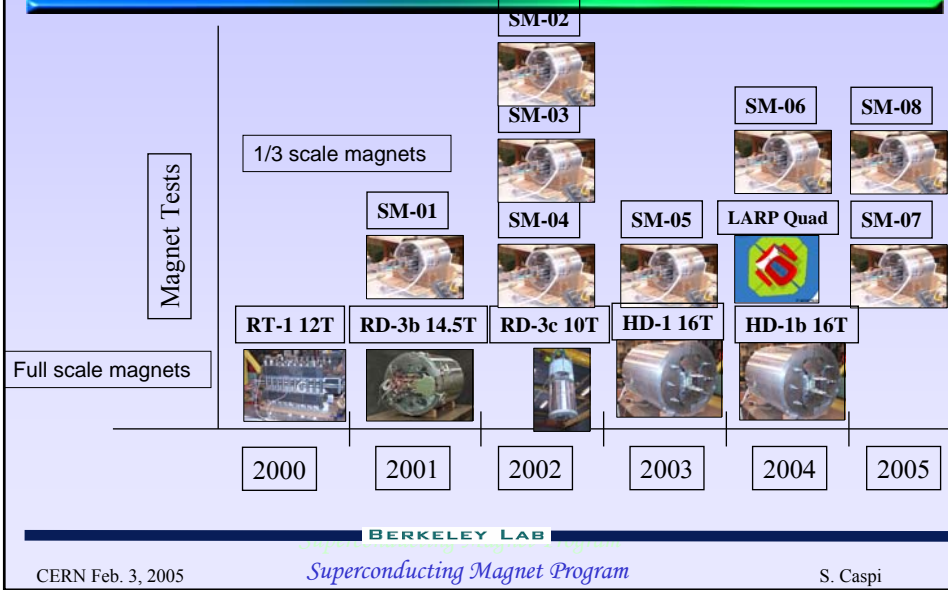 SM-02
SM-03
SM-06
SM-08
1/3 scale magnets
Magnet Tests
SM-01
SM-04
SM-05
LARP Quad
SM-07
RT-1 12T
RD-3b 14.5T
RD-3c 10T
HD-1 16T
HD-1b 16T
Full scale magnets
2000
2001
2002
2003
2004
2005
BERKELEY LAB
CERN Feb. 3, 2005
Superconducting Magnet Program
S. Caspi